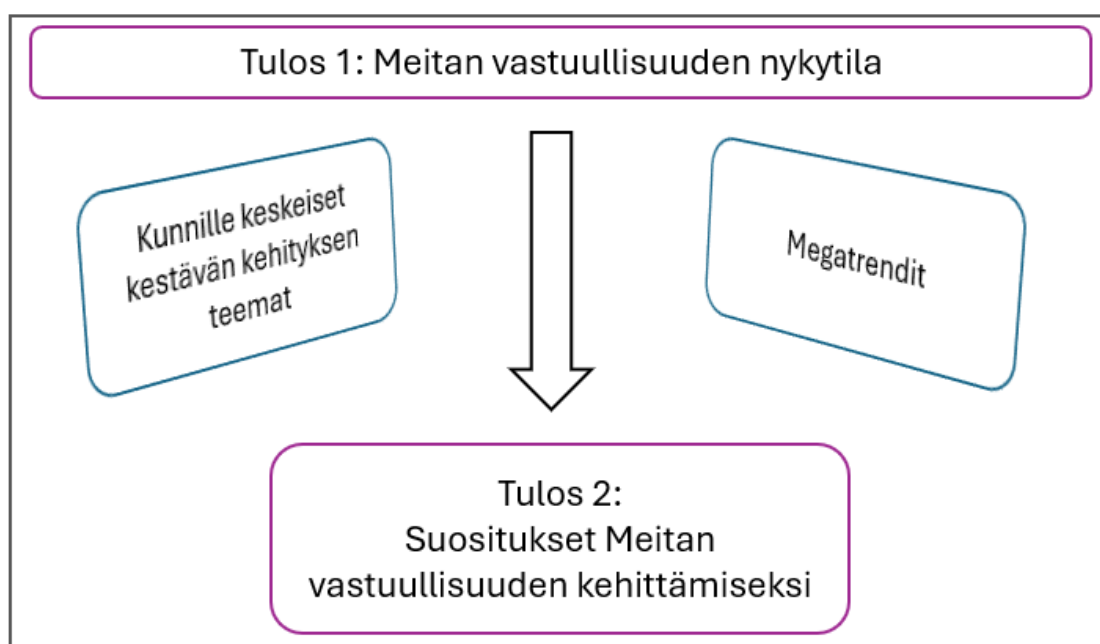 Tulos 1: Meitan vastuullisuuden nykytila
Kunnille keskeiset
kestävän kehityksen
teemat
Megatrendit
Tulos 2:
Suositukset Meitan
vastuullisuuden kehittämiseksi